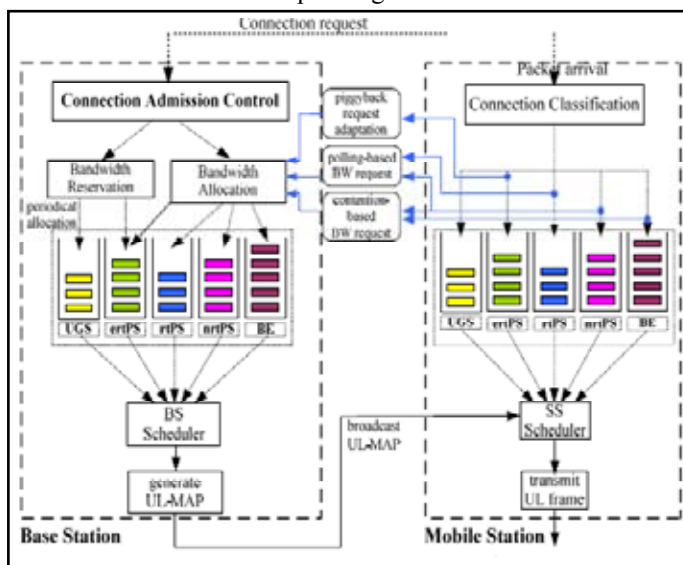 Connection request
Packet arrival
Connection Admission Control
piggyback
request
adaptation
Connection Classification
Bandwidth
Reservation
Bandwidth
Allocation
polling-based
BW request
periodical
allocation
contention-
based
BW request
UGS
ertPS
rtPS
nrtPS
BE
UGS
ertPS
rtPS
nrtPS
BE
BS
Scheduler
broadcast
UL-MAP
SS
Scheduler
generate
UL-MAP
transmit
UL frame
Base Station
Mobile Station